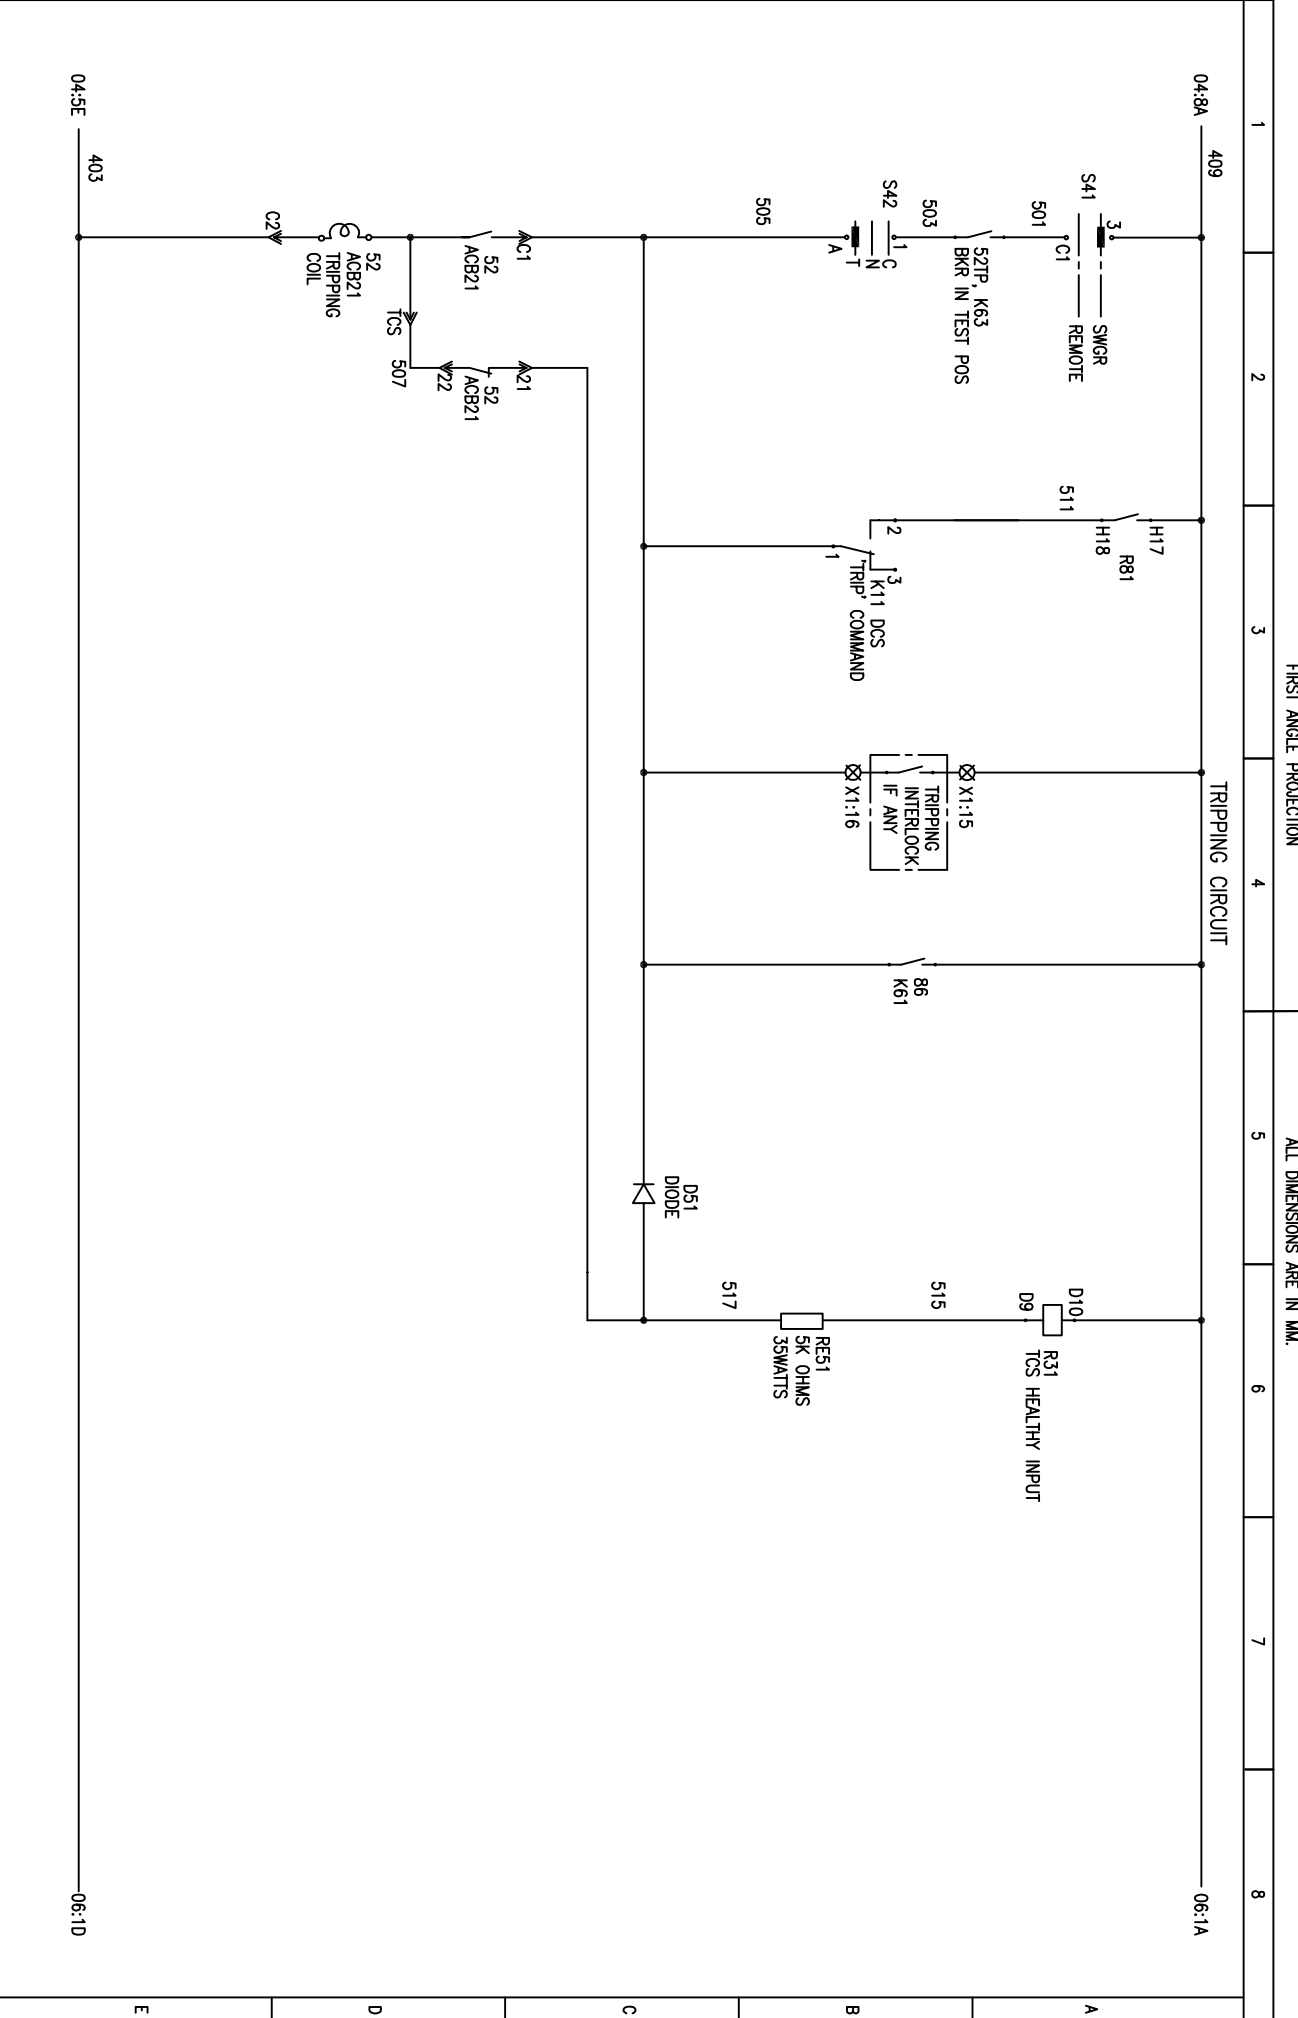 FIRST ANGLE PROJECTION
ALL DIMENSIONS ARE IN MM.
1
2
3
4
5
6
7
8
TRIPPING CIRCUIT
04:8A
409
06:1A
S41
3
SWGR
REMOTE
C1
501
52TP, K63
BKR IN TEST POS
503
S42
1
C
N
T
A
505
H17
R81
H18
511
2
3
K11 DCS
'TRIP' COMMAND
1
X1:15
TRIPPING
INTERLOCK
IF ANY
X1:16
86
K61
D51
DIODE
D10
R31
TCS HEALTHY INPUT
D9
515
RE51
5K OHMS
35WATTS
517
C1
52
ACB21
21
52
ACB21
22
TCS
507
52
ACB21
TRIPPING
COIL
C2
04:5E
403
06:1D
A
B
C
D
E